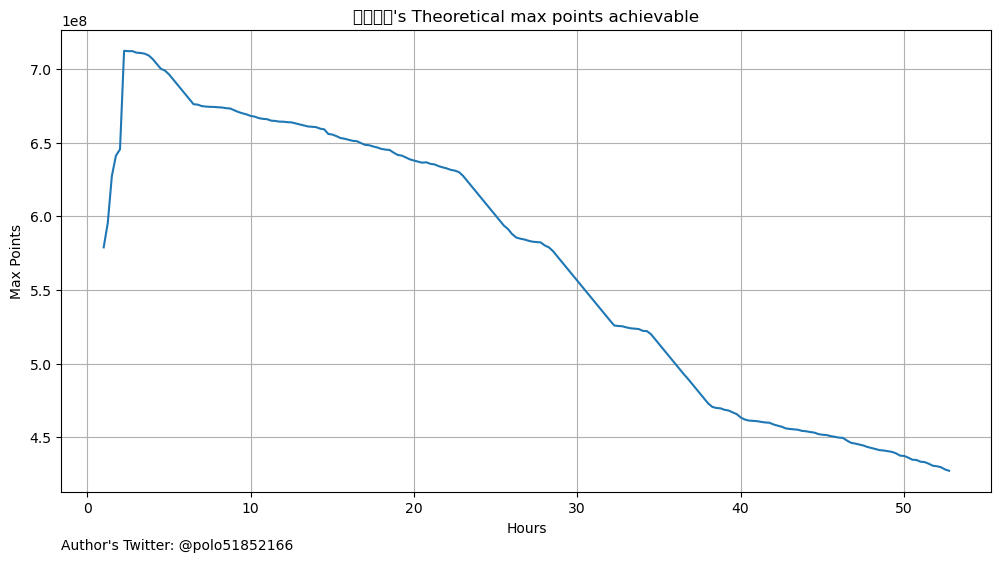 's Theoretical max points achievable
1e8
7.0
6.5
6.0
5.5
5.0
4.5
Max Points
0 10 20 30 40 50
Hours
Author's Twitter: @polo51852166